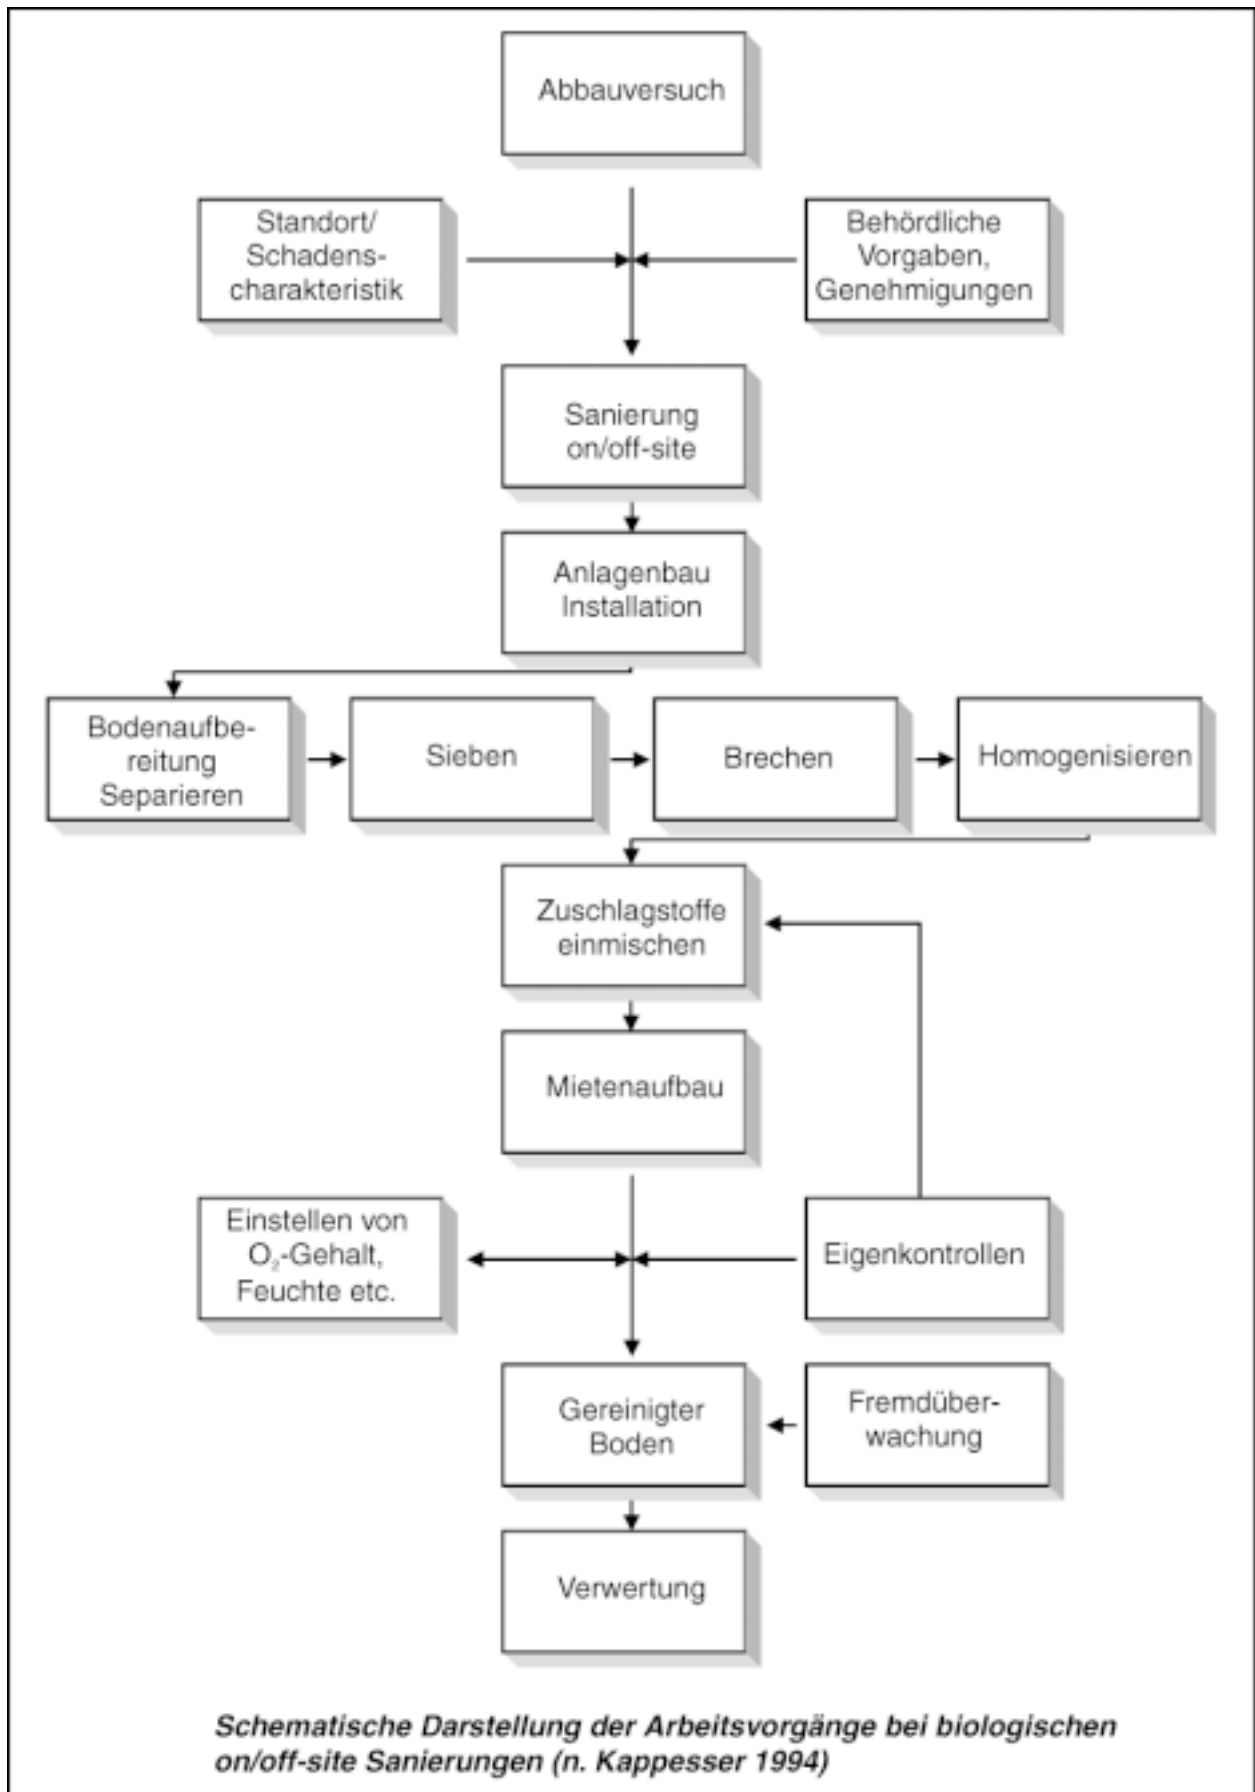 Abbauversuch
Standort/
Schadens-
charakteristik
Behördliche
Vorgaben,
Genehmigungen
Sanierung
on/off-site
Anlagenbau
Installation
Bodenaufbe-
reitung
Separieren
Sieben
Brechen
Homogenisieren
Zuschlagstoffe
einmischen
Mietenaufbau
Einstellen von
O₂-Gehalt,
Feuchte etc.
Eigenkontrollen
Gereinigter
Boden
Fremdüber-
wachung
Verwertung
Schematische Darstellung der Arbeitsvorgänge bei biologischen
on/off-site Sanierungen (n. Kappesser 1994)